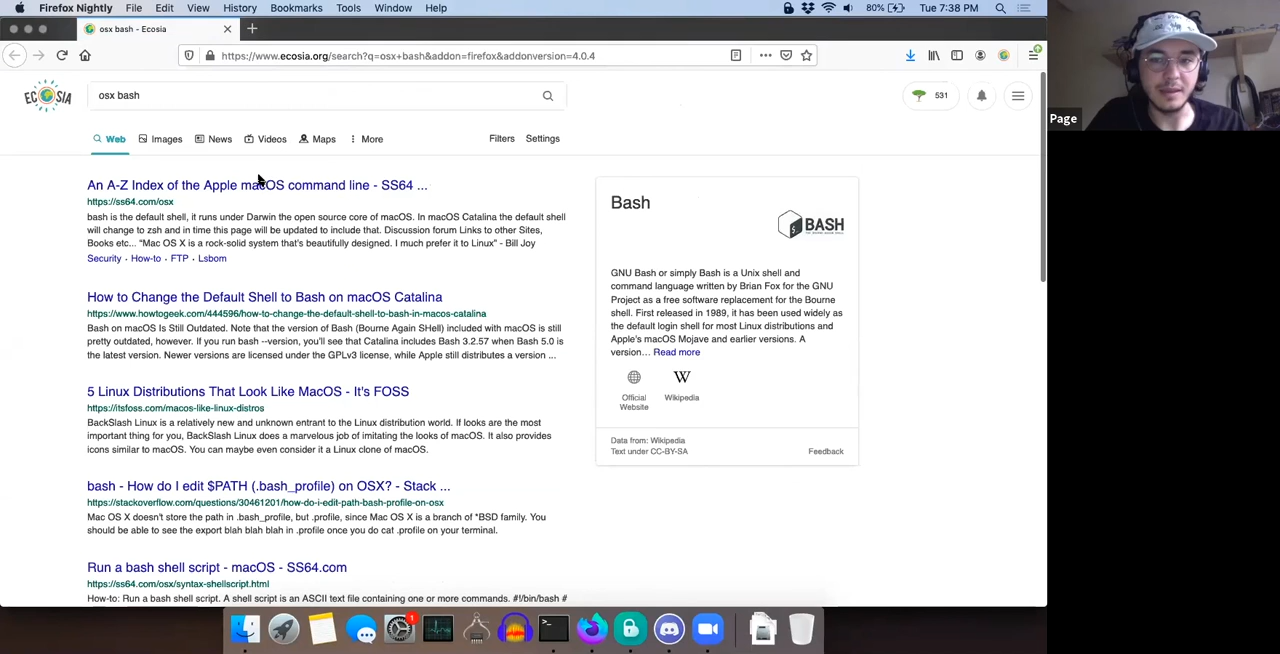 Firefox Nightly File Edit View History Bookmarks Tools Window Help 80% Tue 7:38 PM
osx bash - Ecosia
https://www.ecosia.org/search?q=osx+bash&addon=firefox&addonversion=4.0.4
ECOSIA
osx bash
531
Web Images News Videos Maps More Filters Settings
An A-Z Index of the Apple macOS command line - SS64 ...
https://ss64.com/osx
bash is the default shell, it runs under Darwin the open source core of macOS. In macOS Catalina the default
shell will change to zsh and in time this page will be updated to include that. Discussion forum Links to other Sites,
Books etc... “Mac OS X is a rock-solid system that's beautifully designed. I much prefer it to Linux” - Bill Joy
Security · How-to · FTP · Lsbom
How to Change the Default Shell to Bash on macOS Catalina
https://www.howtogeek.com/444596/how-to-change-the-default-shell-to-bash-in-macos-catalina
Bash on macOS Is Still Outdated. Note that the version of Bash (Bourne Again SHell) included with macOS is still
pretty outdated, however. If you run bash --version, you'll see that Catalina includes Bash 3.2.57 when Bash 5.0 is
the latest version. Newer versions are licensed under the GPLv3 license, while Apple still distributes a version ...
5 Linux Distributions That Look Like MacOS - It's FOSS
https://itsfoss.com/macos-like-linux-distros
BackSlash Linux is a relatively new and unknown entrant to the Linux distribution world. If looks are the most
important thing for you, BackSlash Linux does a marvelous job of imitating the looks of macOS. It also provides
icons similar to macOS. You can maybe even consider it a Linux clone of macOS.
bash - How do I edit $PATH (.bash_profile) on OSX? - Stack ...
https://stackoverflow.com/questions/30461201/how-do-i-edit-path-bash-profile-on-osx
Mac OS X doesn't store the path in .bash_profile, but .profile, since Mac OS X is a branch of *BSD family. You
should be able to see the export blah blah blah in .profile once you do cat .profile on your terminal.
Run a bash shell script - macOS - SS64.com
https://ss64.com/osx/syntax-shellscript.html
How-to: Run a bash shell script. A shell script is an ASCII text file containing one or more commands. #!/bin/bash #
Bash
BASH
GNU Bash or simply Bash is a Unix shell and
command language written by Brian Fox for the GNU
Project as a free software replacement for the Bourne
shell. First released in 1989, it has been used widely as
the default login shell for most Linux distributions and
Apple's macOS Mojave and earlier versions. A
version... Read more
W
Official
Website
Wikipedia
Data from: Wikipedia
Text under CC-BY-SA
Feedback
Page
1